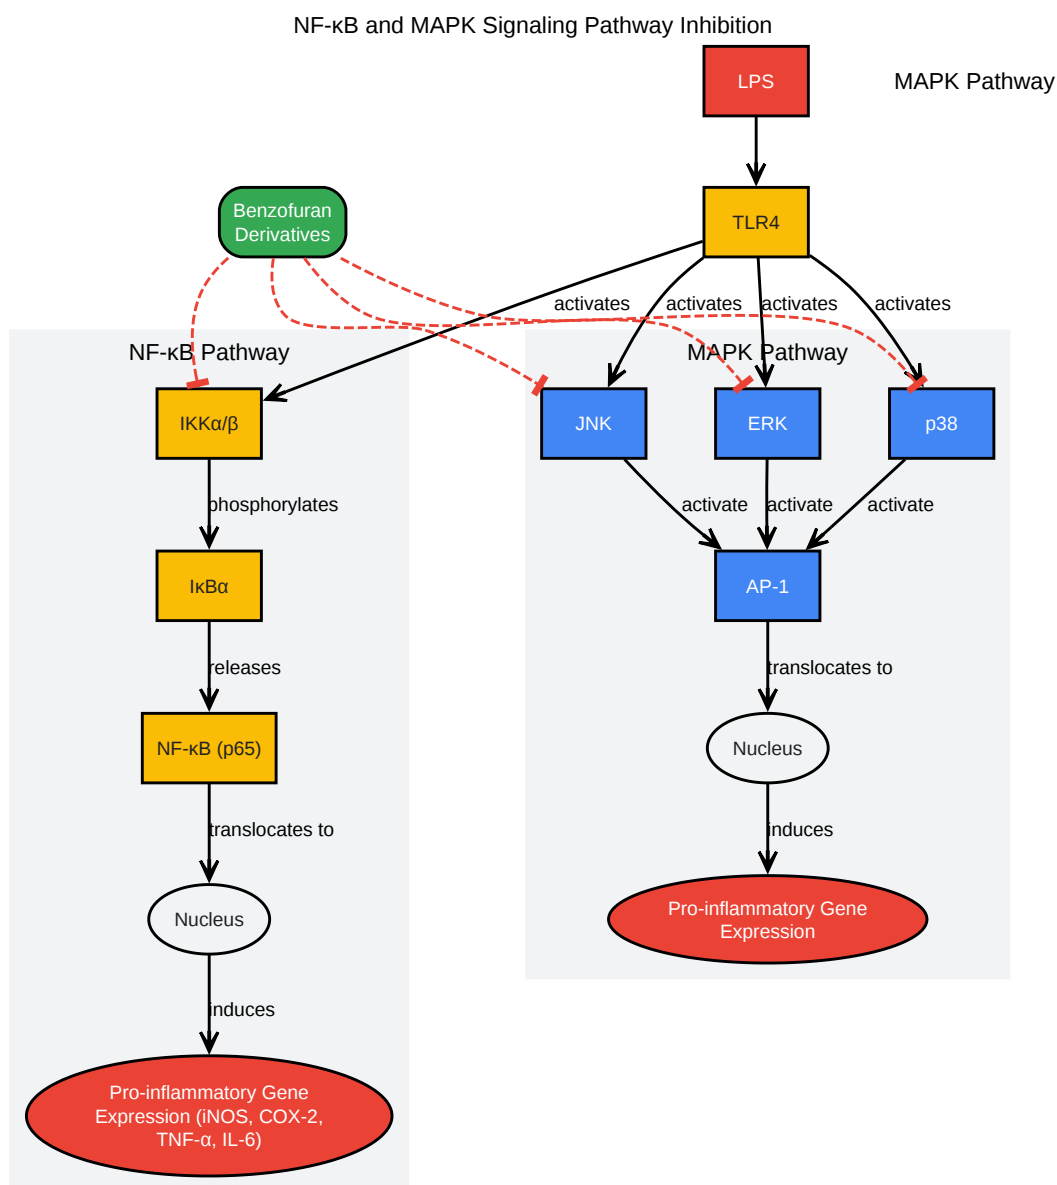 NF-κB and MAPK Signaling Pathway Inhibition
LPS
MAPK Pathway
Benzofuran
Derivatives
TLR4
activates
activates
activates
activates
NF-κB Pathway
MAPK Pathway
IKKα/β
JNK
ERK
p38
phosphorylates
activate
activate
activate
IκBα
AP-1
releases
translocates to
NF-κB (p65)
Nucleus
translocates to
induces
Nucleus
Pro-inflammatory Gene
Expression
induces
Pro-inflammatory Gene
Expression (iNOS, COX-2,
TNF-α, IL-6)